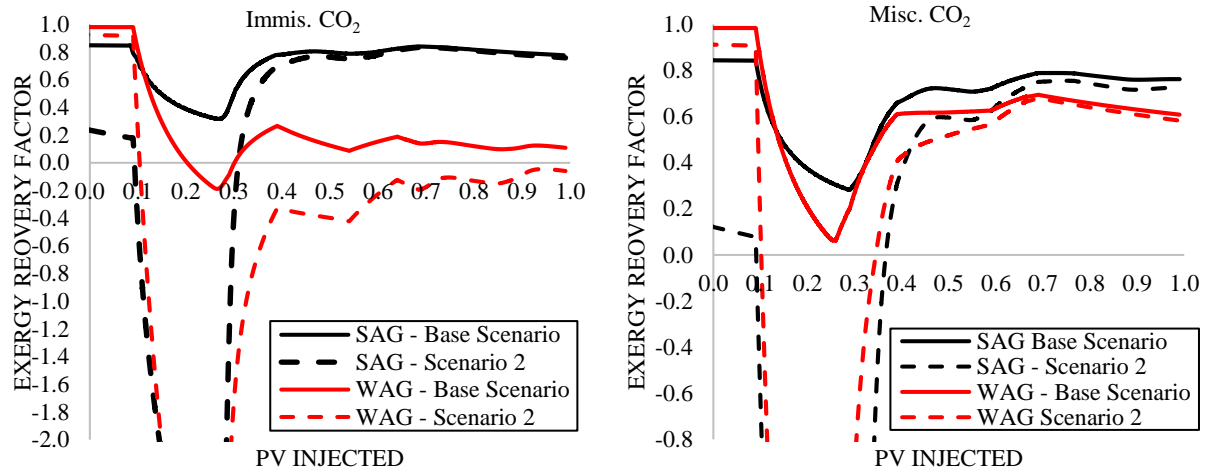 Immis. CO2
EXERGY REOVERY FACTOR
1.0
0.8
0.6
0.4
0.2
0.0
-0.2
-0.4
-0.6
-0.8
-1.0
-1.2
-1.4
-1.6
-1.8
-2.0
0.0 0.1 0.2 0.3 0.4 0.5 0.6 0.7 0.8 0.9 1.0
SAG - Base Scenario
SAG - Scenario 2
WAG - Base Scenario
WAG - Scenario 2
PV INJECTED
Misc. CO2
EXERGY RECOVERY FACTOR
1.0
0.8
0.6
0.4
0.2
0.0
-0.2
-0.4
-0.6
-0.8
0.0 0.1 0.2 0.3 0.4 0.5 0.6 0.7 0.8 0.9 1.0
SAG Base Scenario
SAG - Scenario 2
WAG - Base Scenario
WAG Scenario 2
PV INJECTED